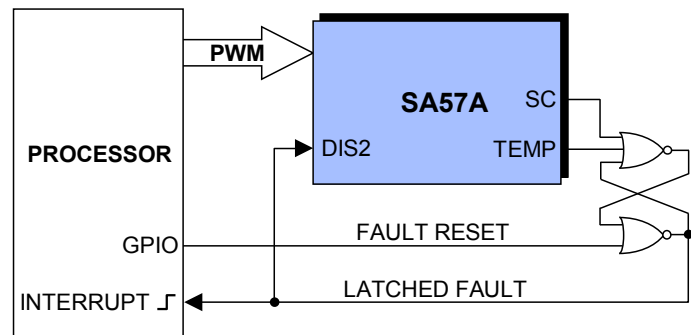 PWM
SA57A
SC
PROCESSOR
DIS2
TEMP
GPIO
FAULT RESET
INTERRUPT
LATCHED FAULT